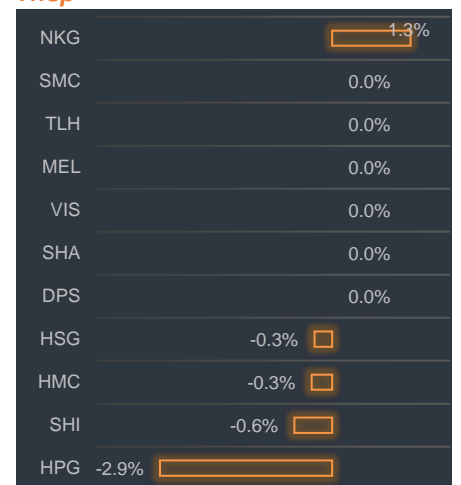 NKG 1.3%
SMC 0.0%
TLH 0.0%
MEL 0.0%
VIS 0.0%
SHA 0.0%
DPS 0.0%
HSG -0.3%
HMC -0.3%
SHI -0.6%
HPG -2.9%